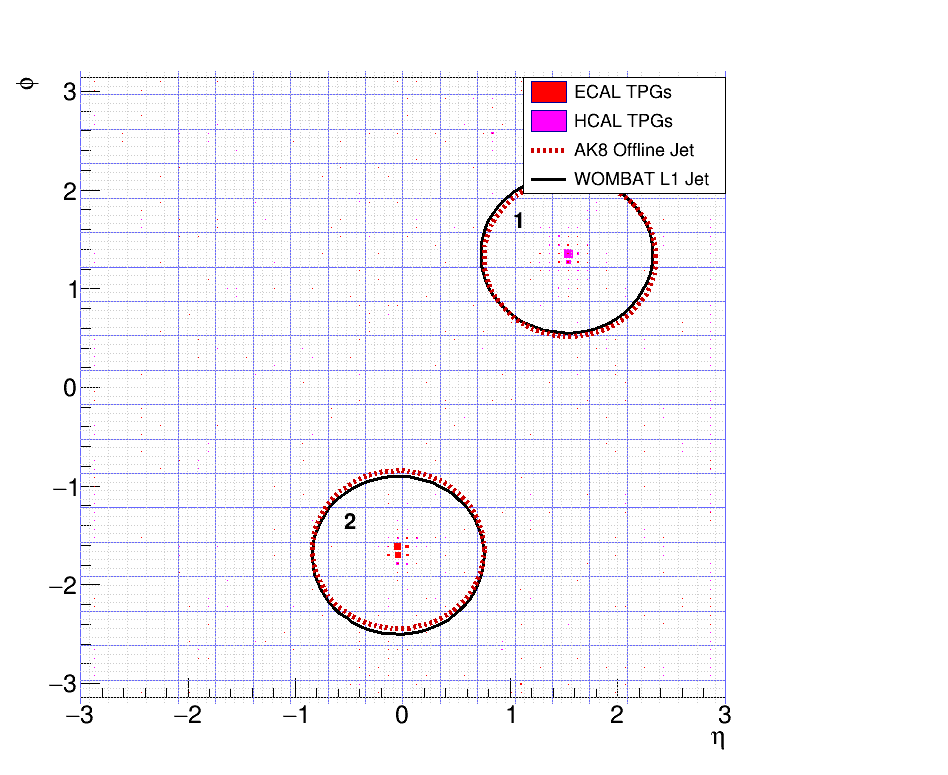 ϕ
3
2
1
0
−1
−2
−3
ECAL TPGs
HCAL TPGs
AK8 Offline Jet
WOMBAT L1 Jet
1
2
−3 −2 −1 0 1 2 3
η